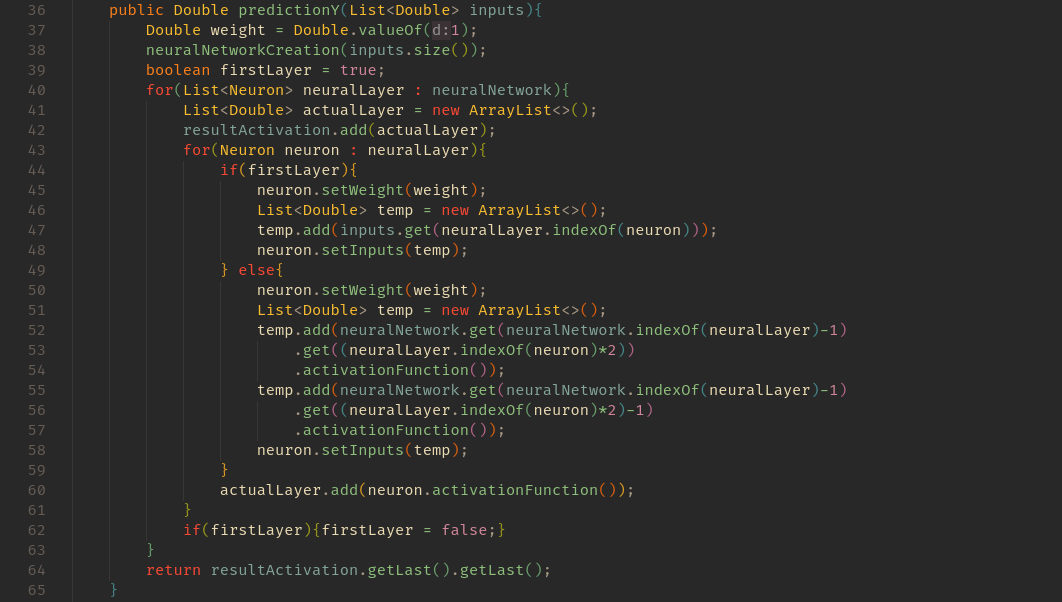 36 public Double predictionY(List<Double> inputs){
37 Double weight = Double.valueOf(d:1);
38 neuralNetworkCreation(inputs.size());
39 boolean firstLayer = true;
40 for(List<Neuron> neuralLayer : neuralNetwork){
41 List<Double> actualLayer = new ArrayList<>();
42 resultActivation.add(actualLayer);
43 for(Neuron neuron : neuralLayer){
44 if(firstLayer){
45 neuron.setWeight(weight);
46 List<Double> temp = new ArrayList<>();
47 temp.add(inputs.get(neuralLayer.indexOf(neuron)));
48 neuron.setInputs(temp);
49 } else{
50 neuron.setWeight(weight);
51 List<Double> temp = new ArrayList<>();
52 temp.add(neuralNetwork.get(neuralNetwork.indexOf(neuralLayer)-1)
53 .get((neuralLayer.indexOf(neuron)*2))
54 .activationFunction());
55 temp.add(neuralNetwork.get(neuralNetwork.indexOf(neuralLayer)-1)
56 .get((neuralLayer.indexOf(neuron)*2)-1)
57 .activationFunction());
58 neuron.setInputs(temp);
59 }
60 actualLayer.add(neuron.activationFunction());
61 }
62 if(firstLayer){firstLayer = false;}
63 }
64 return resultActivation.getLast().getLast();
65 }